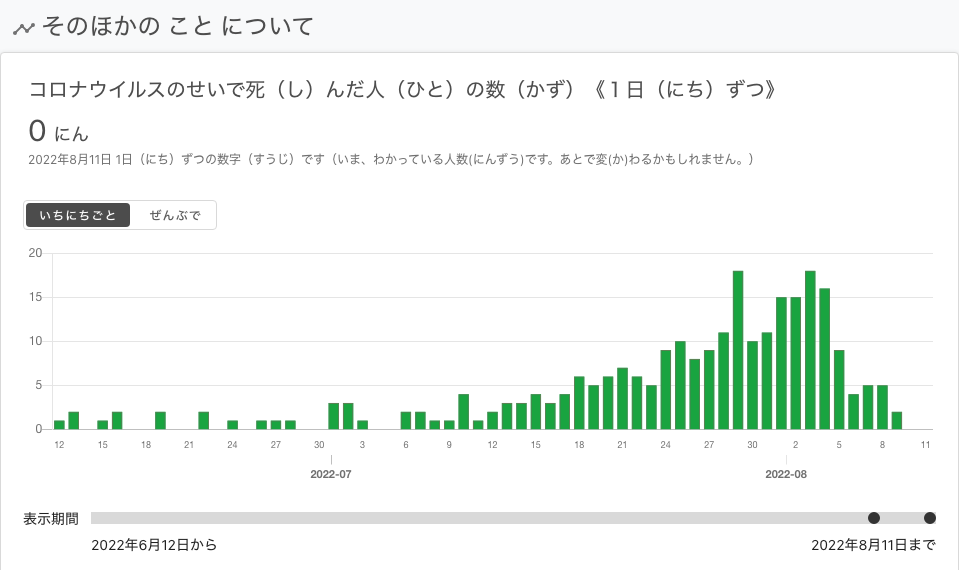 そのほかの こと について
コロナウイルスのせいで死（し）んだ人（ひと）の数（かず）《１日（にち）ずつ》
0 にん
2022年8月11日 1日（にち）ずつの数字（すうじ）です（いま、わかっている人数(にんずう)です。あとで変(か)わるかもしれません。）
いちにちごと ぜんぶで
20
15
10
5
0
12 15 18 21 24 27 30 3 6 9 12 15 18 21 24 27 30 2 5 8 11
2022-07 2022-08
表示期間
2022年6月12日から 2022年8月11日まで